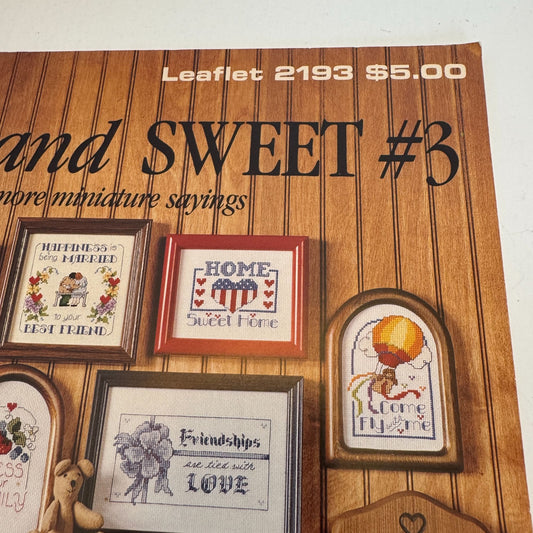 Leaflet 2193 $5.00
and SWEET #3
more miniature sayings
HAPPINESS is
being MARRIED
to your
BEST FRIEND
HOME
Sweet Home
Come
Fly with me
Friendships
are tied with
LOVE